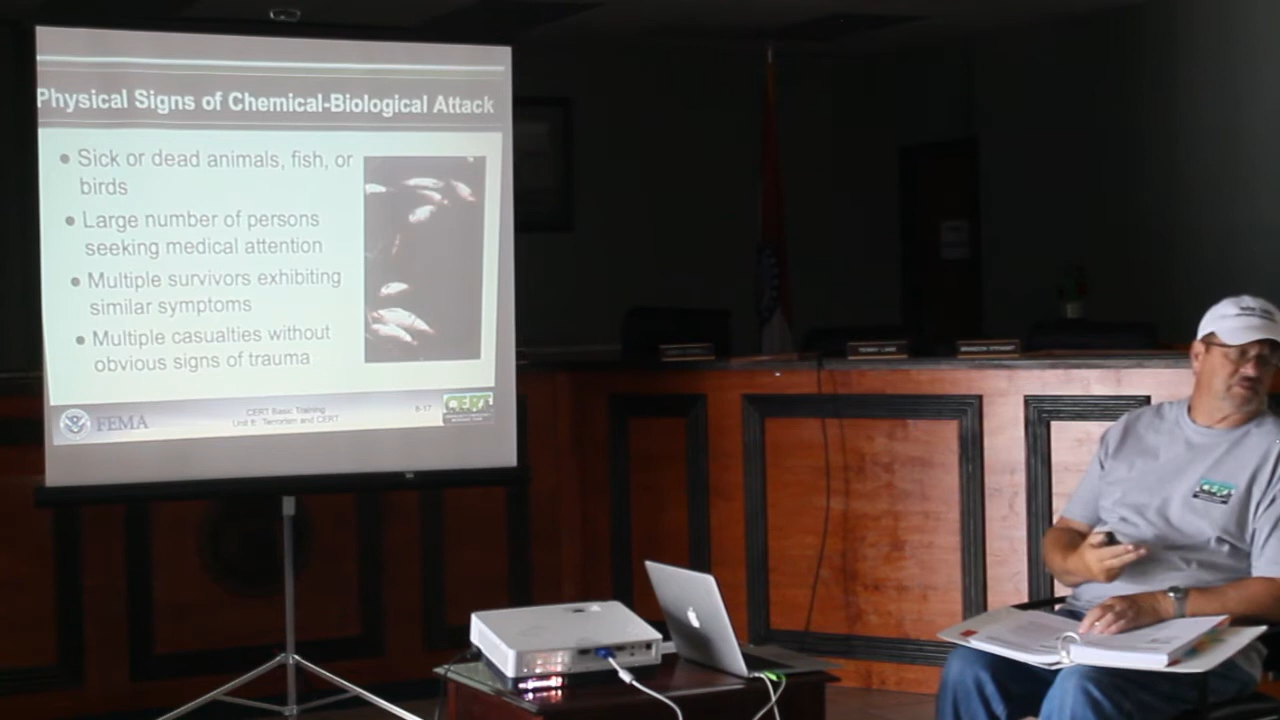 Physical Signs of Chemical-Biological Attack
Sick or dead animals, fish, or
birds
Large number of persons
seeking medical attention
Multiple survivors exhibiting
similar symptoms
Multiple casualties without
obvious signs of trauma
FEMA
CERT Basic Training
Unit 8: Terrorism and CERT
8-17
CERT